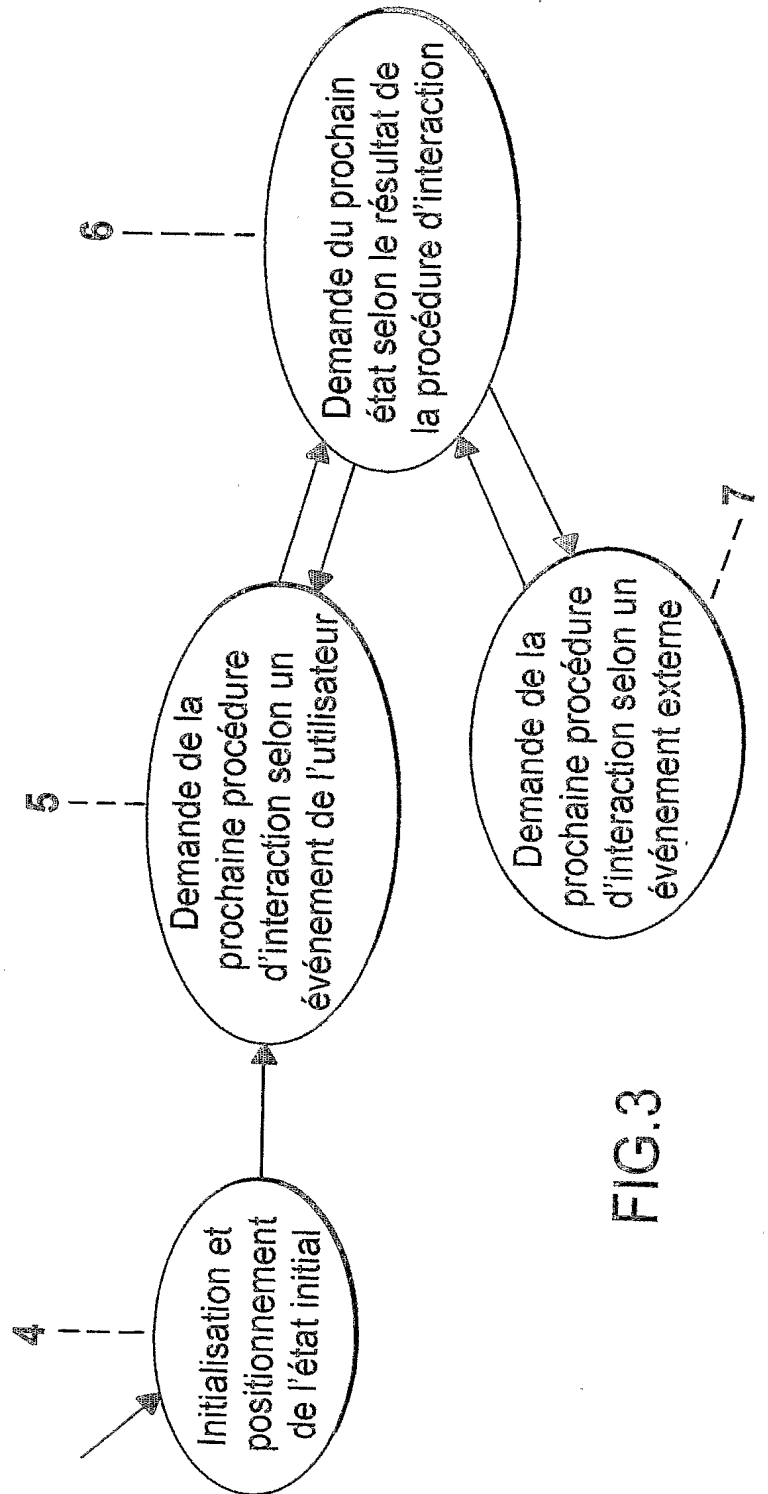 4
Initialisation et
positionnement
de l'état initial
5
Demande de la
prochaine procédure
d'interaction selon un
événement de l'utilisateur
6
Demande du prochain
état selon le résultat de
la procédure d'interaction
7
Demande de la
prochaine procédure
d'interaction selon un
événement externe
FIG.3